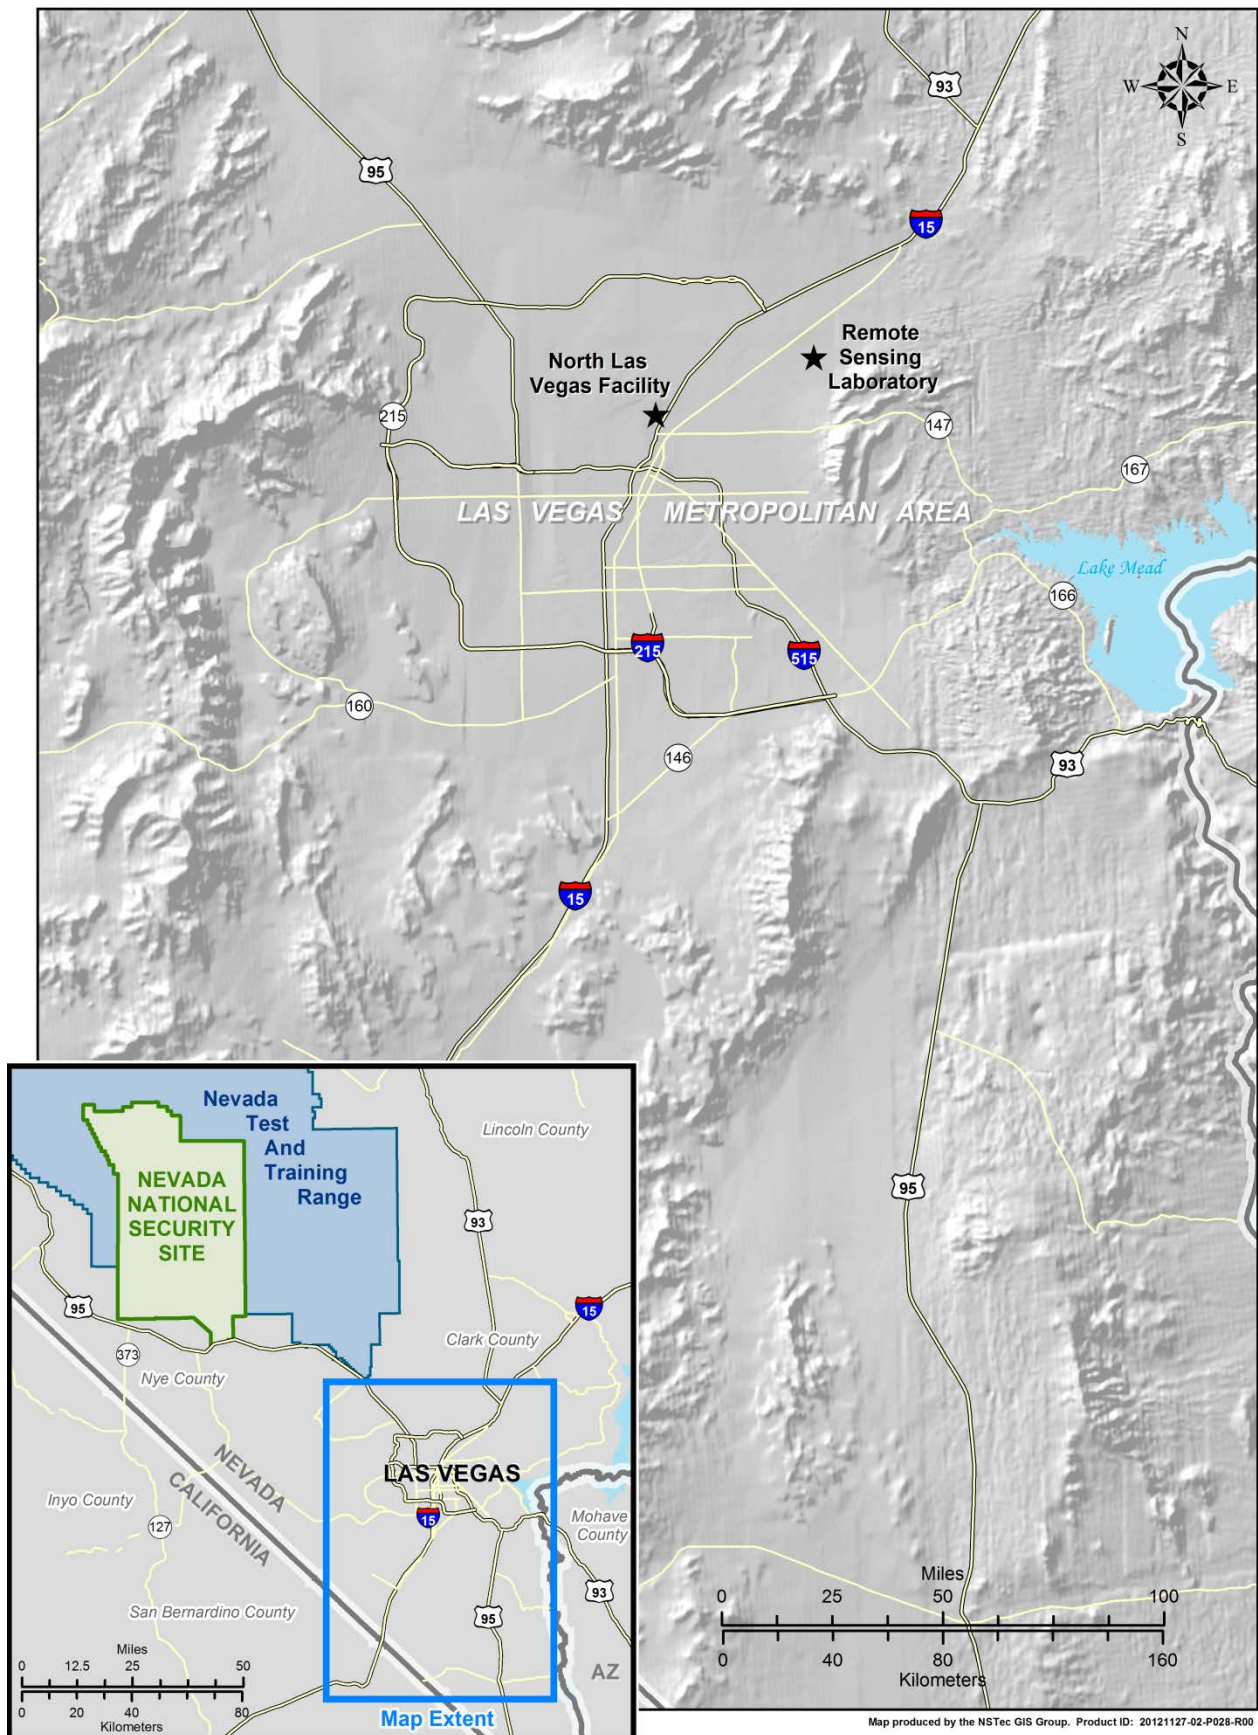 N
W
E
S
93
95
15
Remote
Sensing
Laboratory
North Las
Vegas Facility
215
147
167
LAS VEGAS METROPOLITAN AREA
Lake Mead
166
215
515
160
146
93
15
95
Miles
0 25 50 100
0 40 80 160
Kilometers
Nevada
Test
And
Training
Range
NEVADA
NATIONAL
SECURITY
SITE
Lincoln County
93
95
15
373
Clark County
Nye County
LAS VEGAS
NEVADA
CALIFORNIA
Inyo County
127
15
Mohave
County
93
95
San Bernardino County
AZ
Miles
0 12.5 25 50
0 20 40 80
Kilometers
Map Extent
Map produced by the NSTec GIS Group. Product ID: 20121127-02-P028-R00